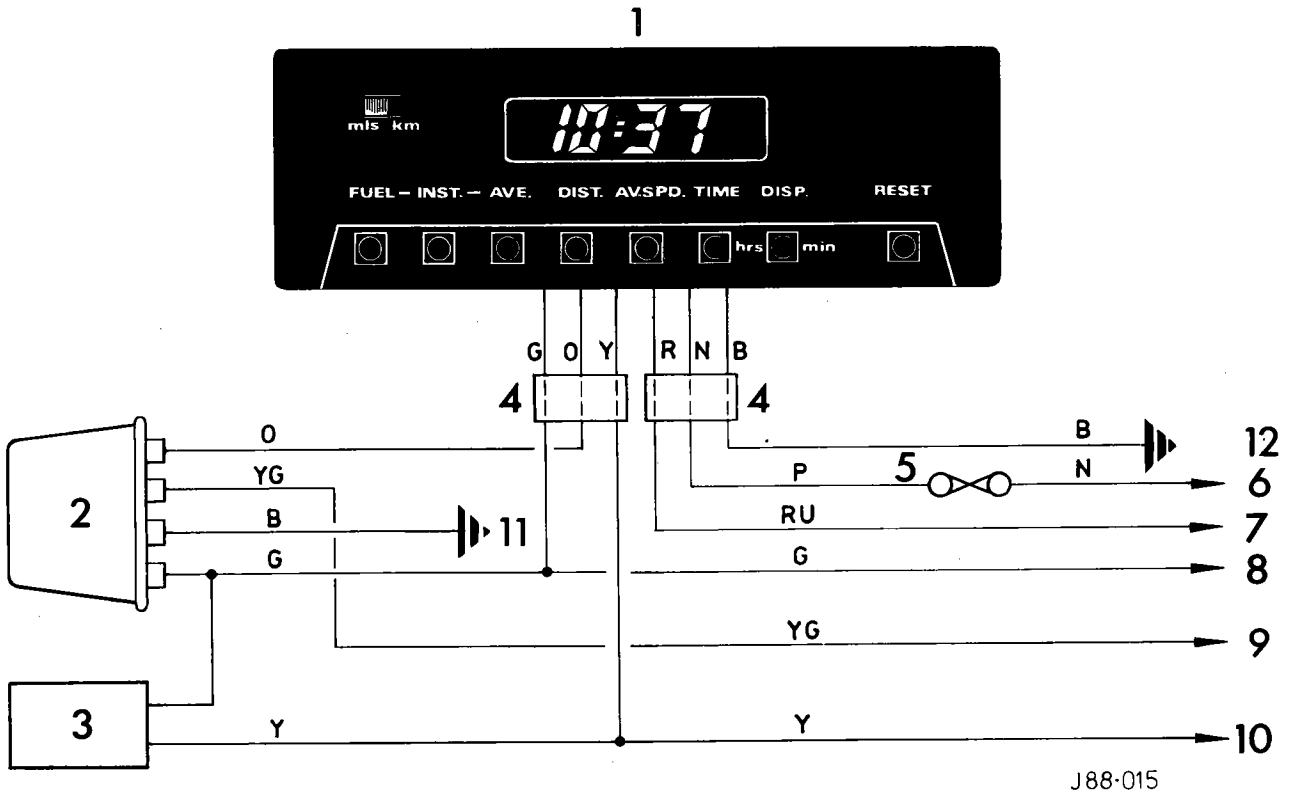 1
mls km
10:37
FUEL – INST. – AVE. DIST. AV.SPD. TIME DISP. RESET
hrs min
G O Y R N B
4 4
O B 12
YG P 5 N 6
2 B 11 RU 7
G G 8
YG 9
3 Y Y 10
J88·015